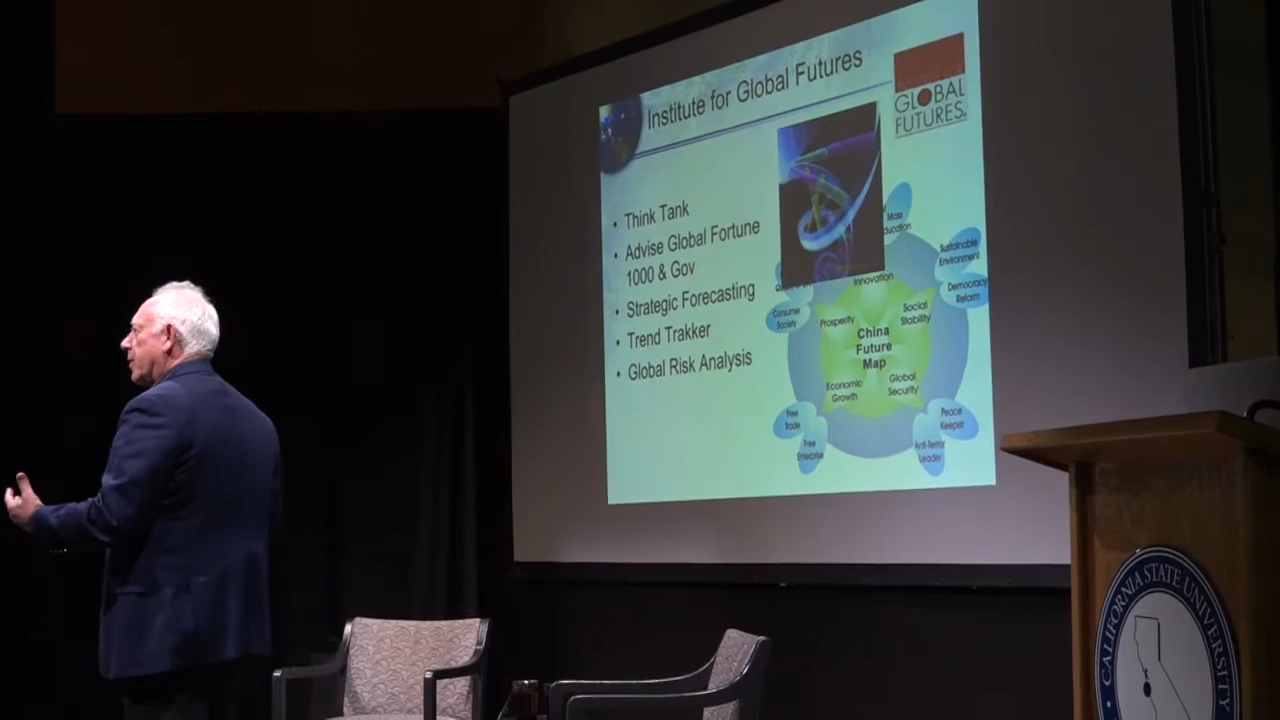 Institute for Global Futures
GLOBAL
FUTURES
• Think Tank
• Advise Global Fortune
1000 & Gov
• Strategic Forecasting
• Trend Trakker
• Global Risk Analysis
Mass
Sustainable
Environment
Democracy
Reform
Innovation
Consumer
Society
Prosperity
Social
Stability
China
Future
Map
Economic
Growth
Global
Security
Free
Trade
Free
Enterprise
Peace
Keeper
Anti-Terror
Leader
CALIFORNIA STATE UNIVERSITY